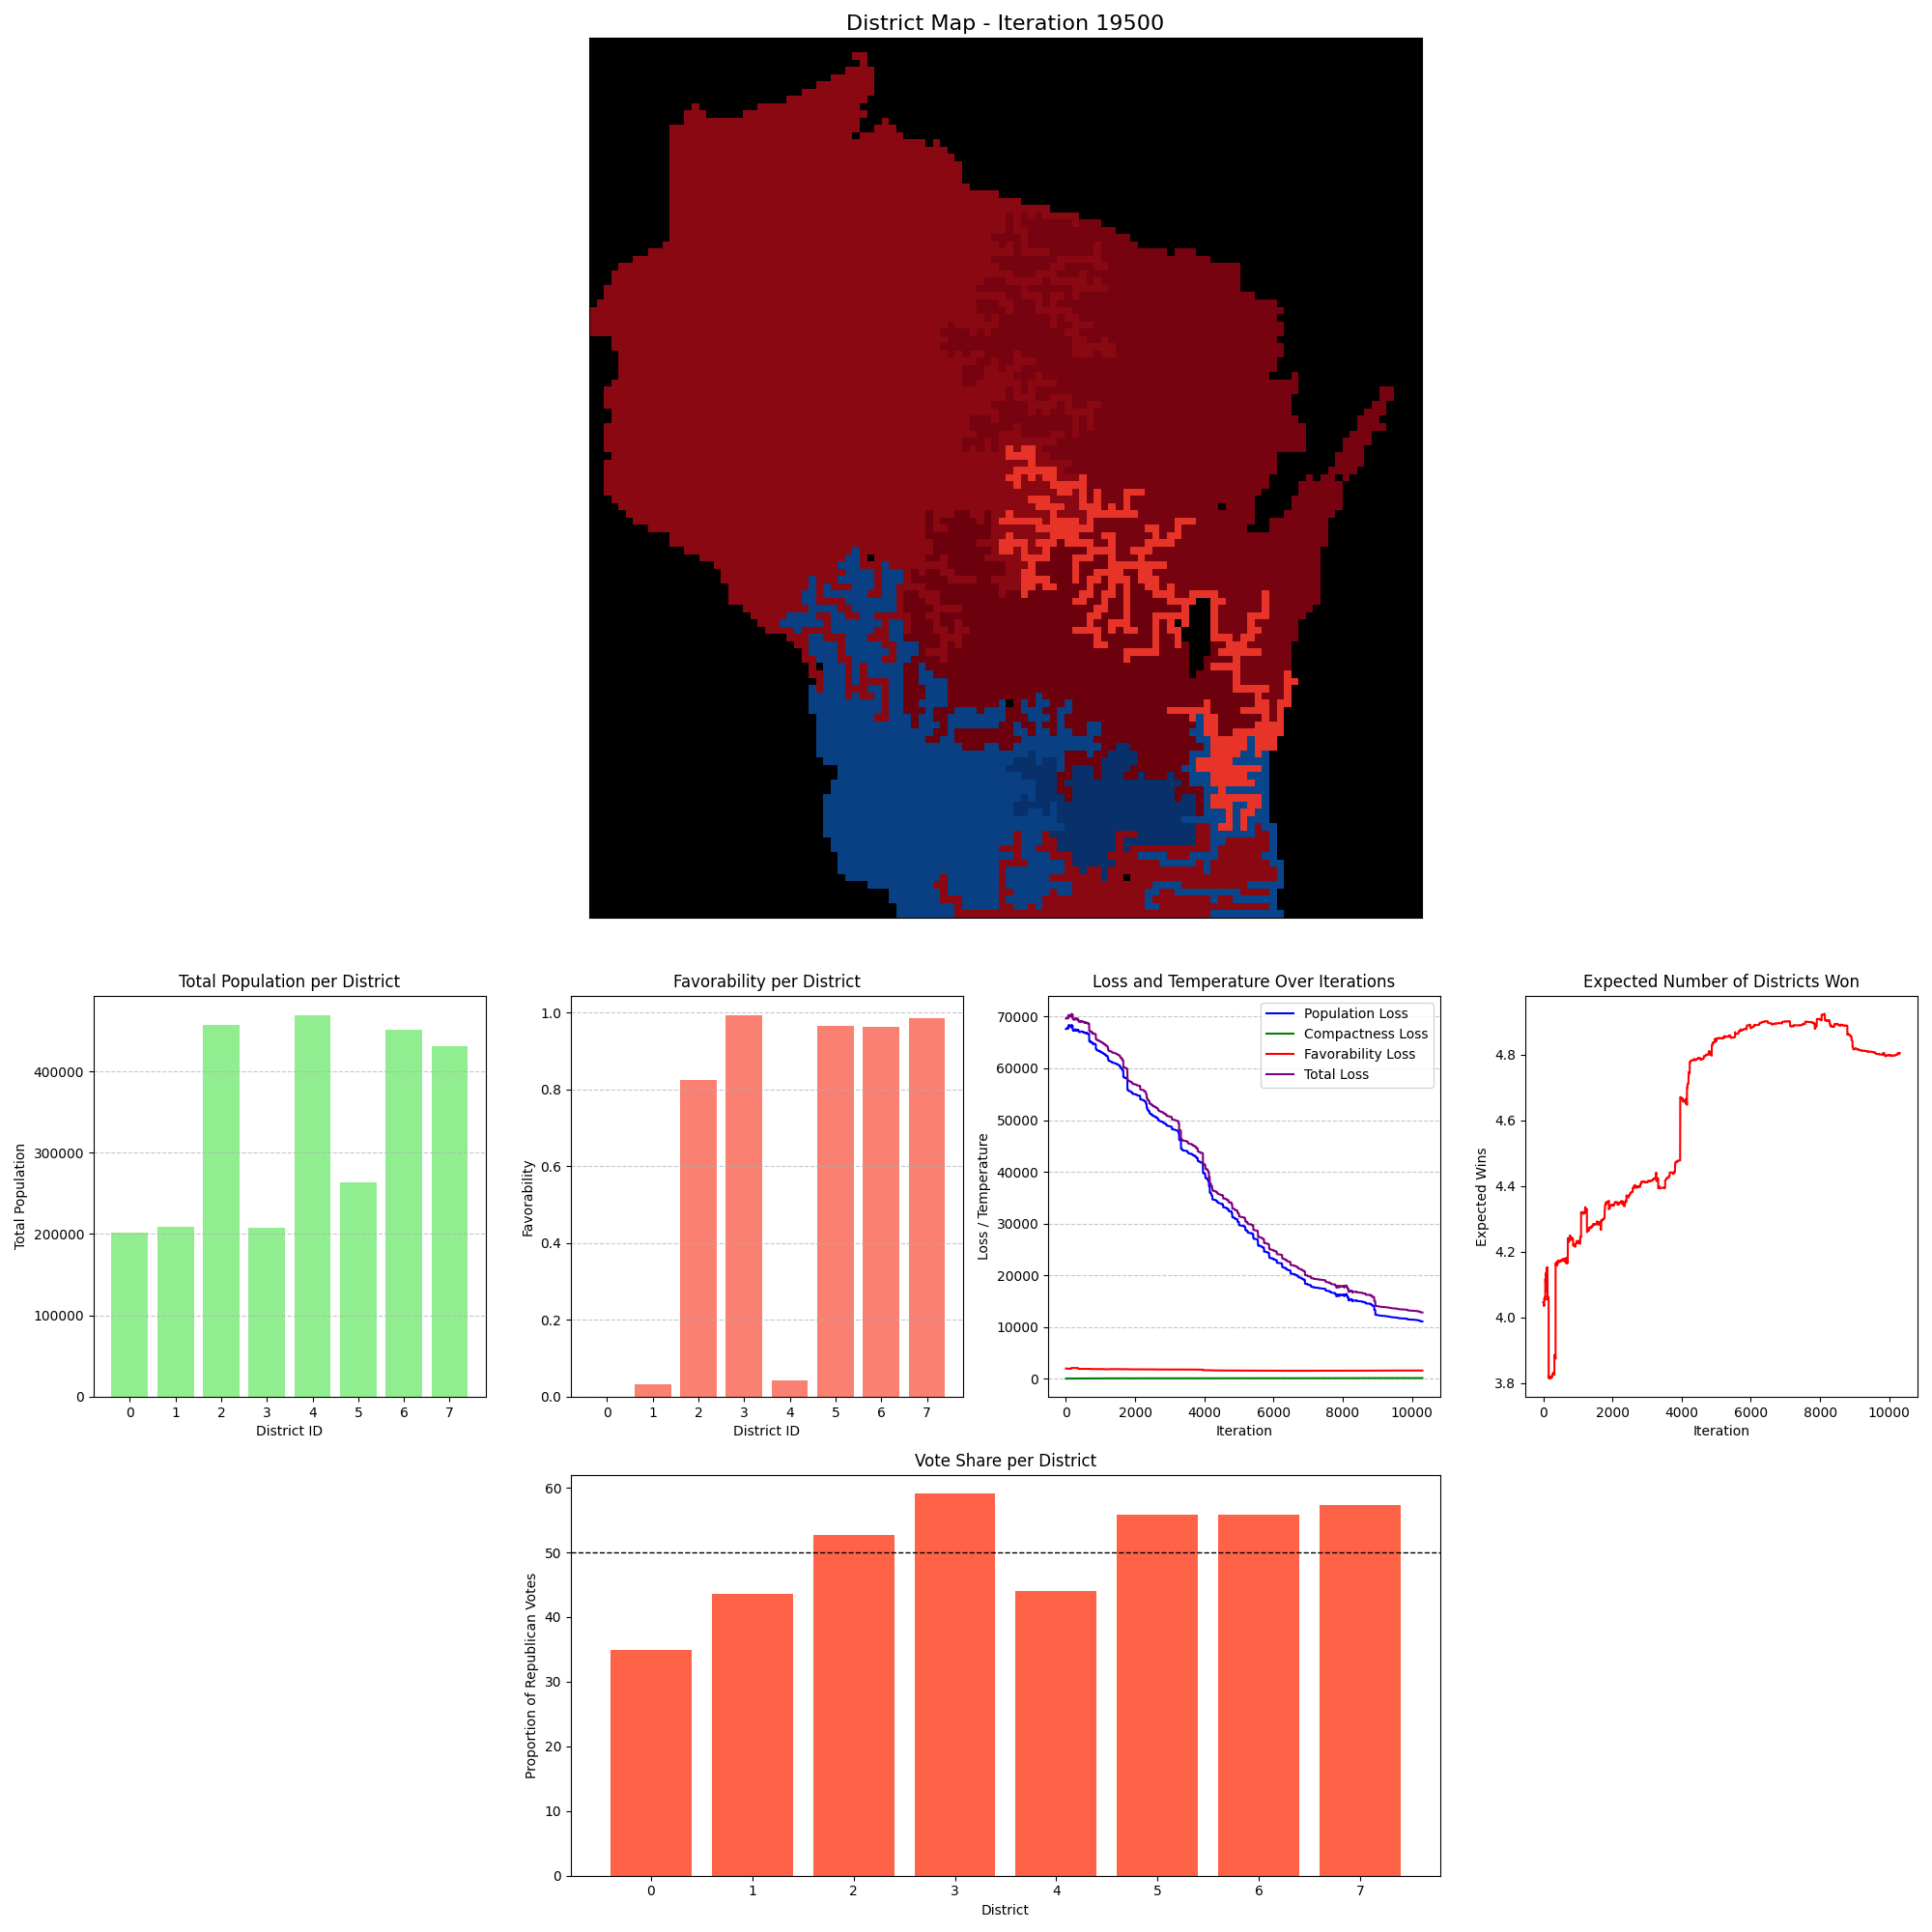 District Map - Iteration 19500
Total Population per District
Total Population
400000
300000
200000
100000
0
0 1 2 3 4 5 6 7
District ID
Favorability per District
Favorability
1.0
0.8
0.6
0.4
0.2
0.0
0 1 2 3 4 5 6 7
District ID
Loss and Temperature Over Iterations
Loss / Temperature
70000
60000
50000
40000
30000
20000
10000
0
Population Loss
Compactness Loss
Favorability Loss
Total Loss
0 2000 4000 6000 8000 10000
Iteration
Expected Number of Districts Won
Expected Wins
4.8
4.6
4.4
4.2
4.0
3.8
0 2000 4000 6000 8000 10000
Iteration
Vote Share per District
Proportion of Republican Votes
60
50
40
30
20
10
0
0 1 2 3 4 5 6 7
District